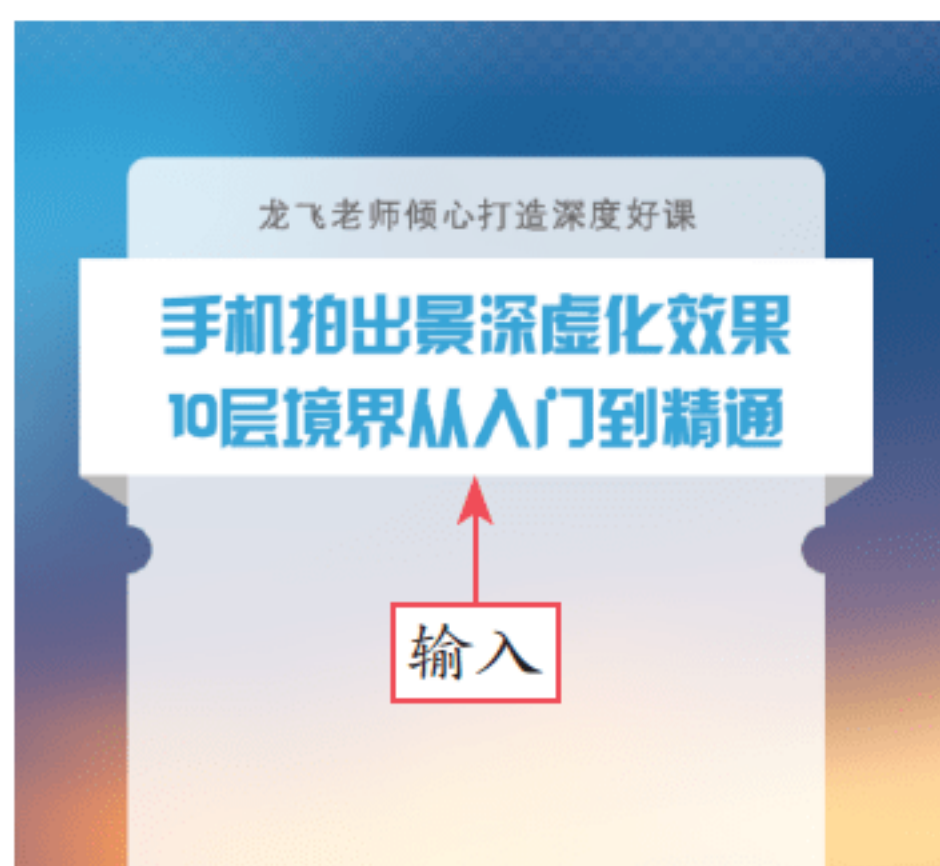 龙飞老师倾心打造深度好课
手机拍出景深虚化效果
10层境界从入门到精通
输入